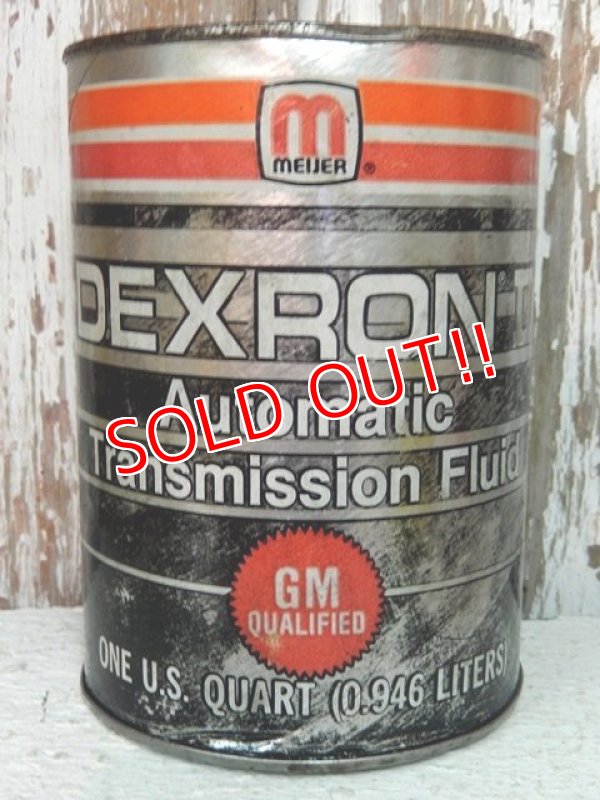 m
MEIJER ®
DEXRON®
SOLD OUT!!
Automatic
Transmission Fluid
GM
QUALIFIED
ONE U.S. QUART (0.946 LITERS)